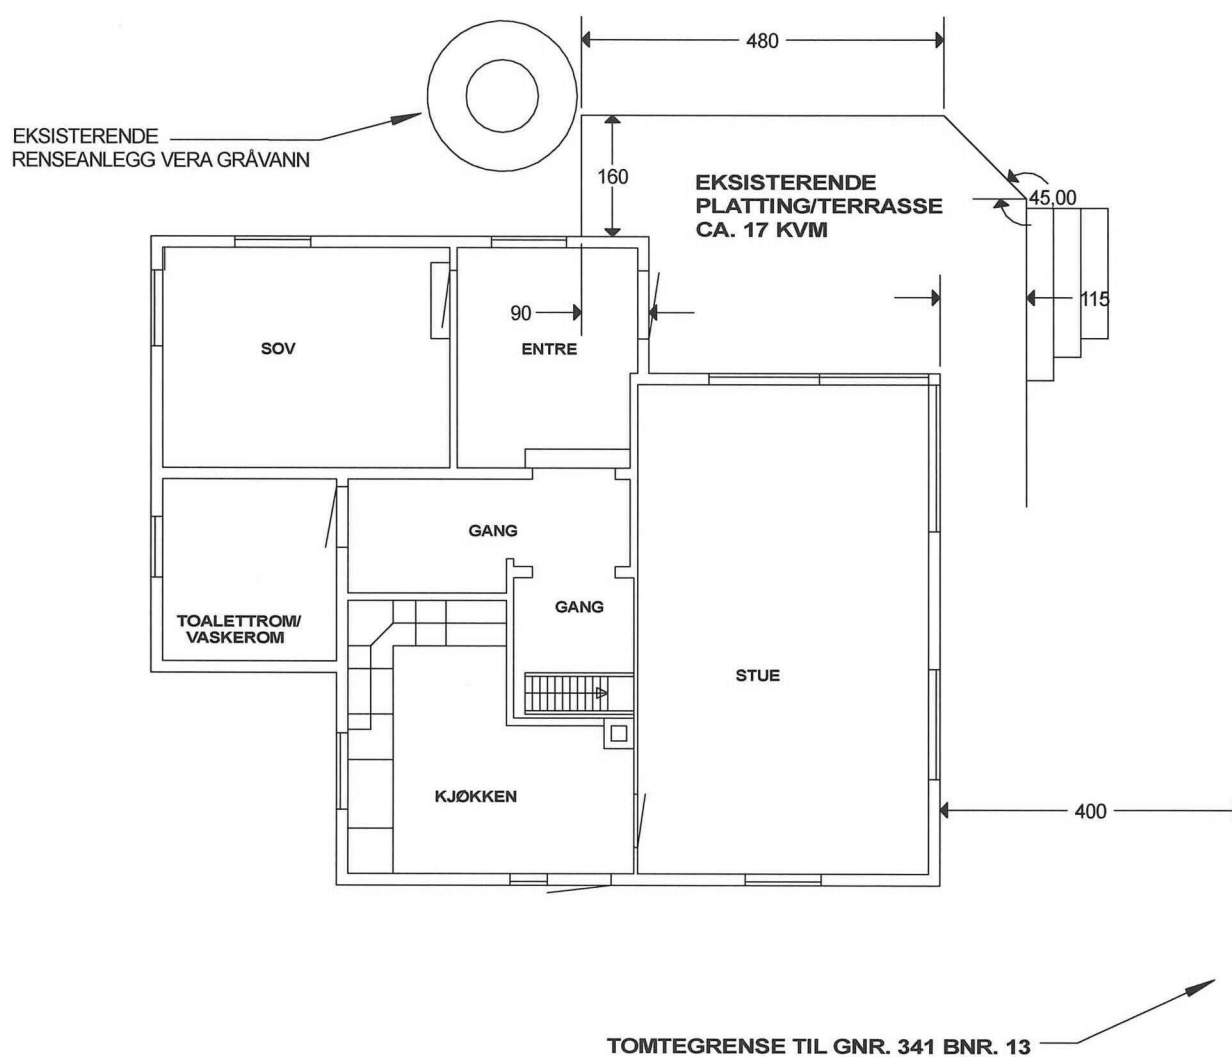 480
EKSISTERENDE
RENSEANLEGG VERA GRÅVANN
160
EKSISTERENDE
PLATTING/TERRASSE
CA. 17 KVM
45,00
115
90
SOV
ENTRE
GANG
GANG
TOALETTROM/
VASKEROM
STUE
KJØKKEN
400
TOMTEGRENSE TIL GNR. 341 BNR. 13